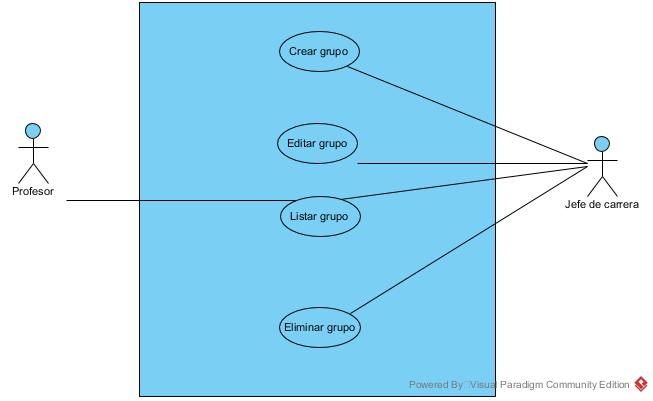 Crear grupo
Editar grupo
Profesor
Jefe de carrera
Listar grupo
Eliminar grupo
Powered By Visual Paradigm Community Edition